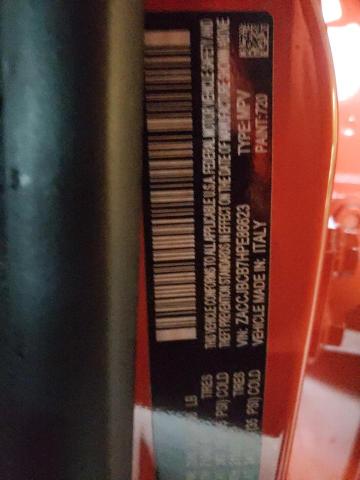 THIS VEHICLE CONFORMS TO ALL APPLICABLE U.S.A. FEDERAL MOTOR VEHICLE SAFETY AND
THEFT PREVENTION STANDARDS IN EFFECT ON THE DATE OF MANUFACTURE SHOWN ABOVE
VIN: ZACCJBCB7HPE86623 TYPE: MPV
VEHICLE MADE IN: ITALY PAINT: 720
LB
TIRES
PSI) COLD
TIRES
(35 PSI) COLD